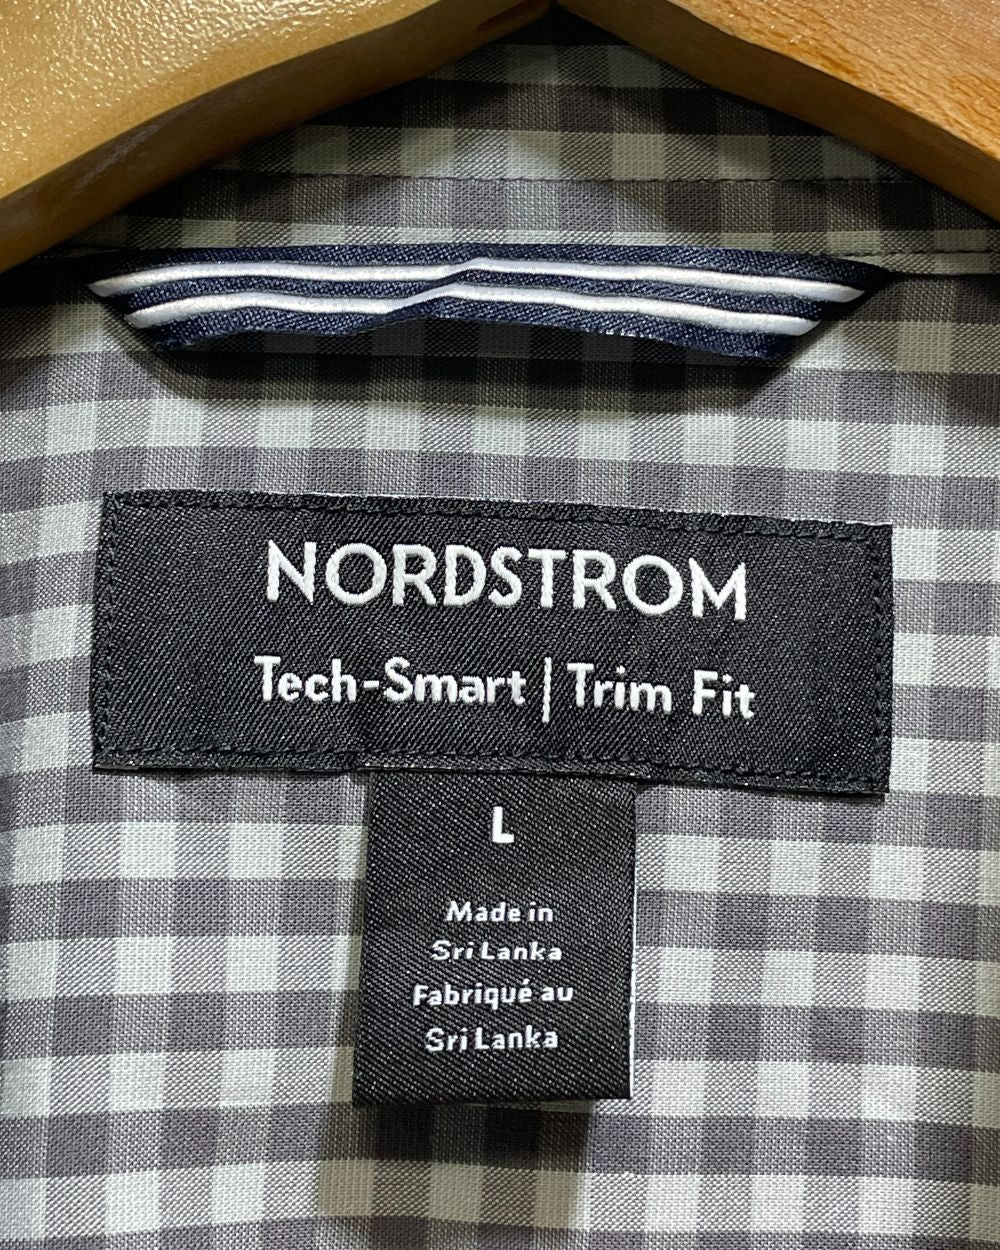 NORDSTROM
Tech-Smart | Trim Fit
L
Made in
Sri Lanka
Fabriqué au
Sri Lanka